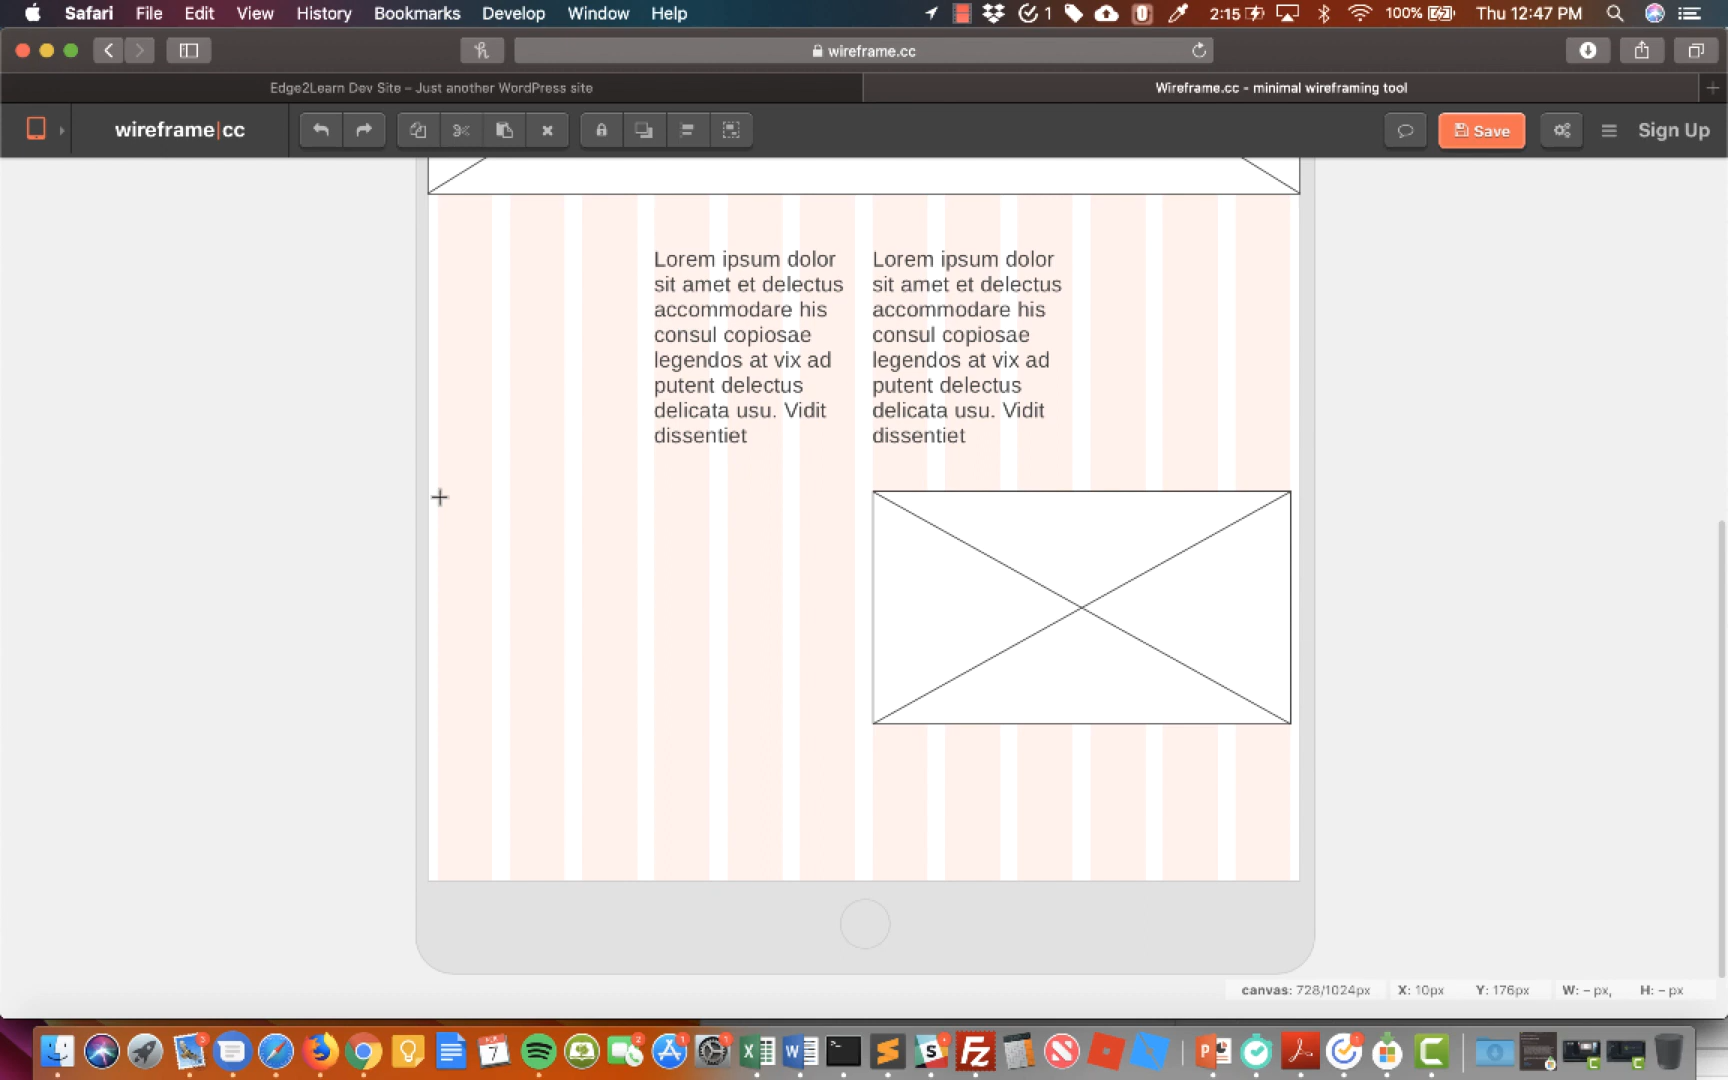 Safari File Edit View History Bookmarks Develop Window Help 1 2:15 100% Thu 12:47 PM
wireframe.cc
Edge2Learn Dev Site – Just another WordPress site
Wireframe.cc - minimal wireframing tool
wireframe|cc
Save
Sign Up
Lorem ipsum dolor
sit amet et delectus
accommodare his
consul copiosae
legendos at vix ad
putent delectus
delicata usu. Vidit
dissentiet
Lorem ipsum dolor
sit amet et delectus
accommodare his
consul copiosae
legendos at vix ad
putent delectus
delicata usu. Vidit
dissentiet
canvas: 728/1024px X: 10px Y: 176px W: – px, H: – px